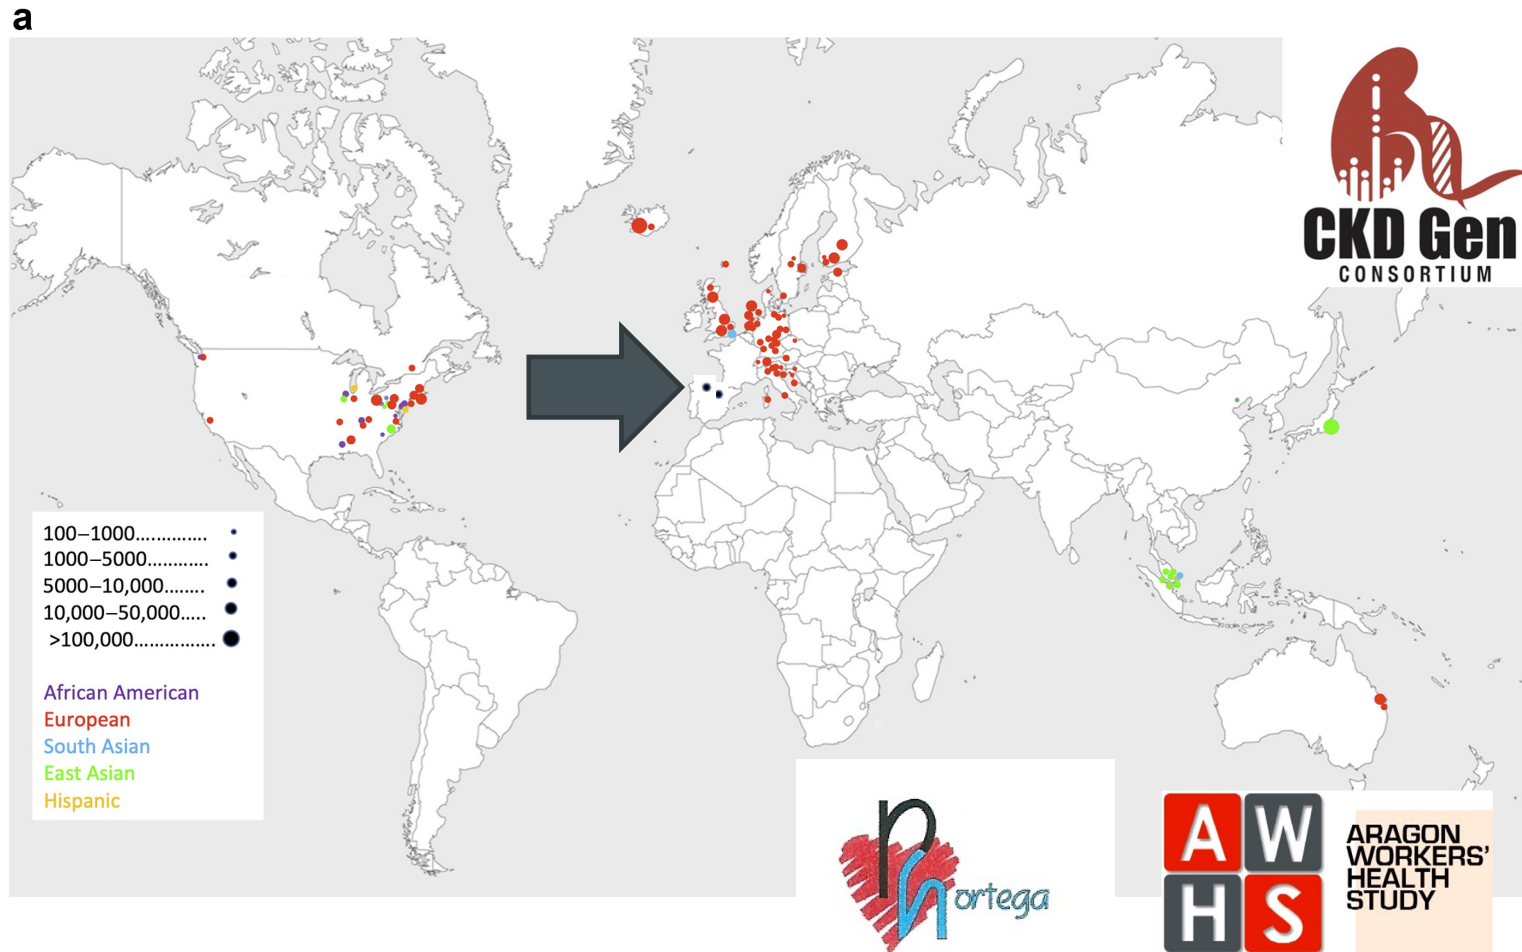 a
CKD Gen
CONSORTIUM
100–1000.............
1000–5000............
5000–10,000........
10,000–50,000.....
>100,000................
African American
European
South Asian
East Asian
Hispanic
ortega
A W
H S
ARAGON
WORKERS'
HEALTH
STUDY